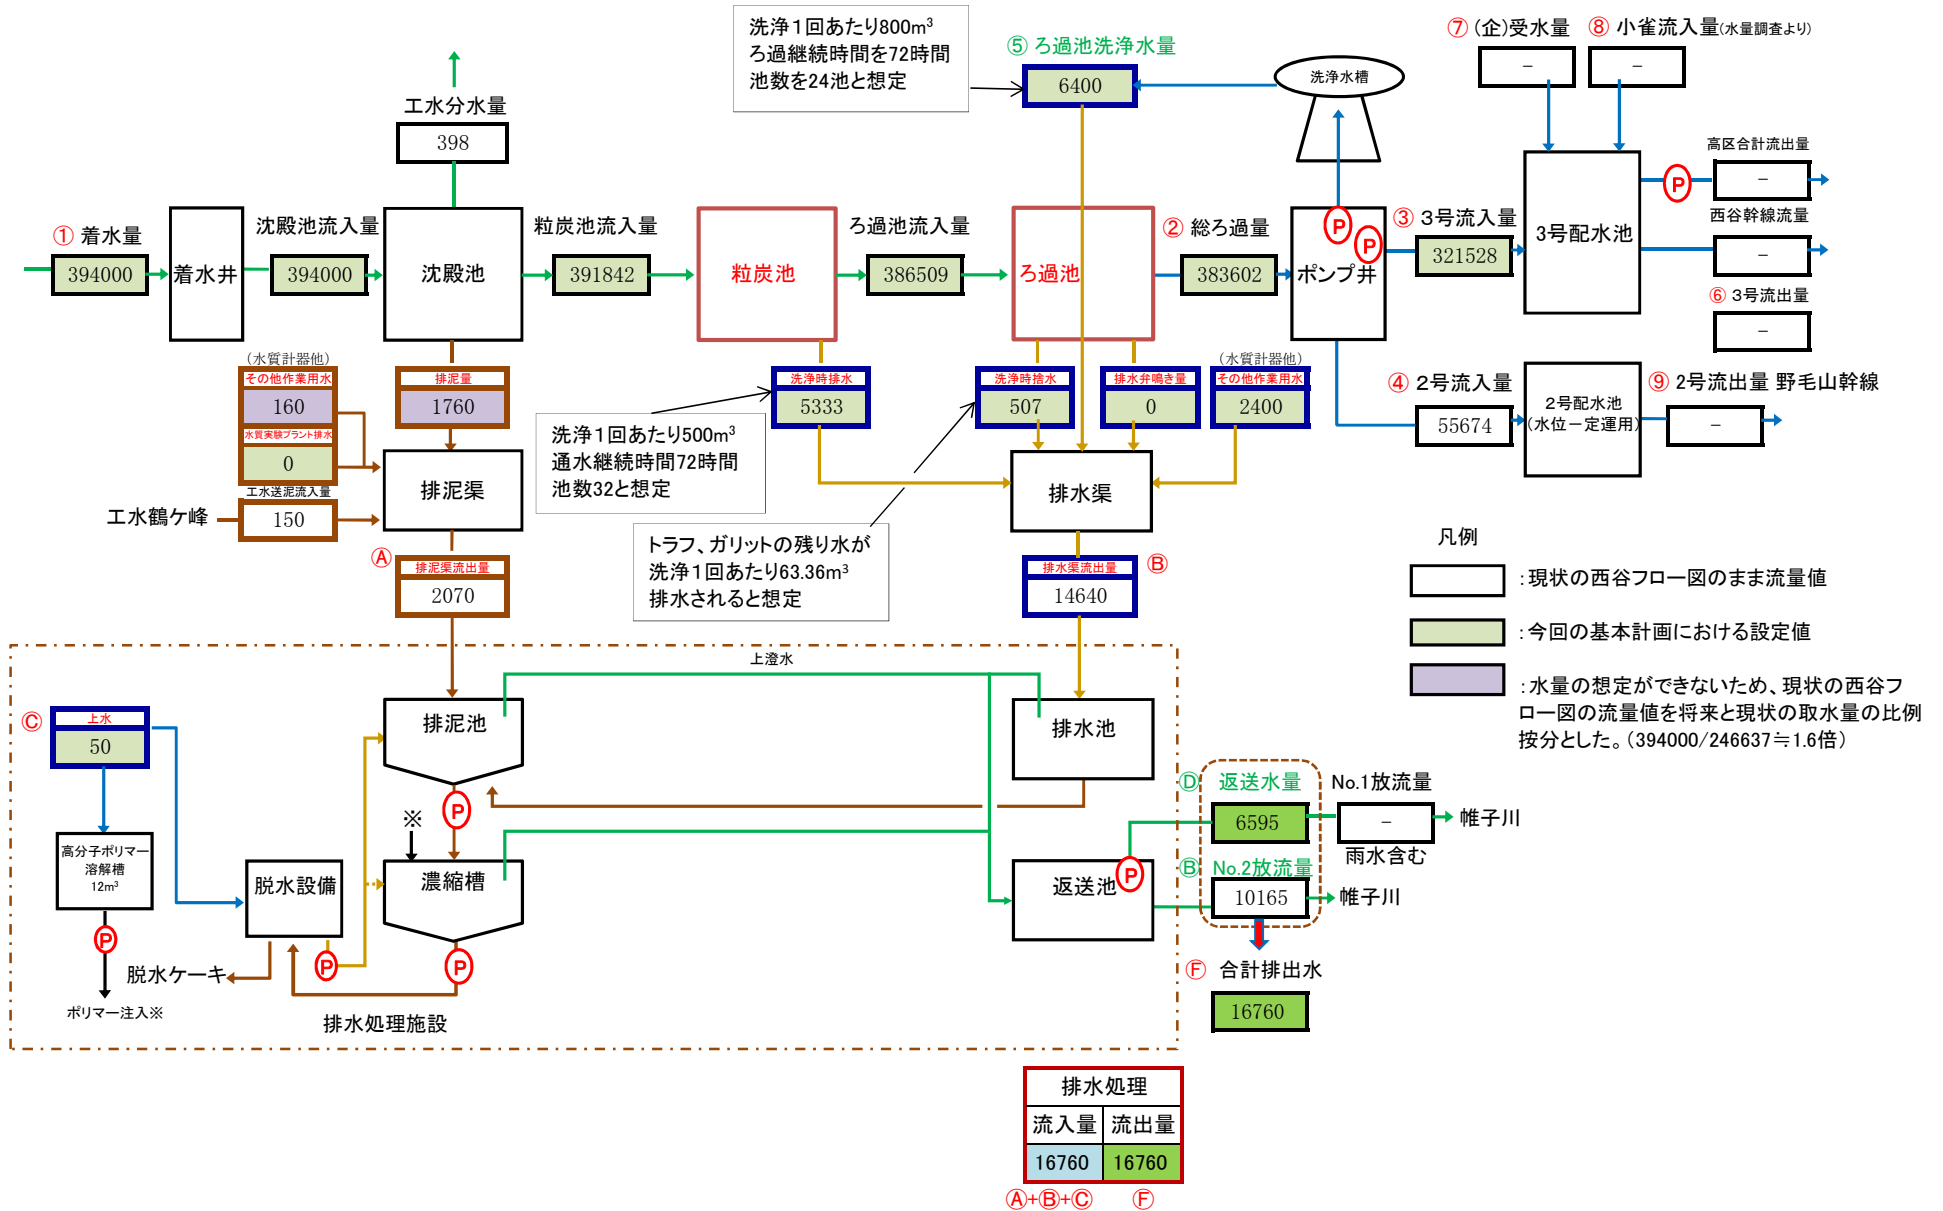 洗浄1回あたり800m³
ろ過継続時間を72時間
池数を24池と想定
⑤ ろ過池洗浄水量
6400
洗浄水槽
⑦ (企)受水量
－
⑧ 小雀流入量(水量調査より)
－
工水分水量
398
高区合計流出量
－
西谷幹線流量
－
⑥ 3号流出量
－
① 着水量
394000
着水井
沈殿池流入量
394000
沈殿池
粒炭池流入量
391842
粒炭池
ろ過池流入量
386509
ろ過池
② 総ろ過量
383602
P
P
ポンプ井
③ 3号流入量
321528
3号配水池
P
(水質計器他)
その他作業用水
160
水質実験プラント排水
0
工水送泥流入量
工水鶴ケ峰
150
排泥量
1760
排泥渠
Ⓐ
排泥渠流出量
2070
洗浄時排水
5333
洗浄1回あたり500m³
通水継続時間72時間
池数32と想定
洗浄時捨水
507
排水弁鳴き量
0
(水質計器他)
その他作業用水
2400
トラフ、ガリットの残り水が
洗浄1回あたり63.36m³
排水されると想定
排水渠
排水渠流出量
Ⓑ
14640
④ 2号流入量
55674
2号配水池
(水位一定運用)
⑨ 2号流出量 野毛山幹線
－
凡例
：現状の西谷フロー図のまま流量値
：今回の基本計画における設定値
：水量の想定ができないため、現状の西谷フ
ロー図の流量値を将来と現状の取水量の比例
按分とした。(394000/246637≒1.6倍)
上澄水
Ⓒ
上水
50
排泥池
P
排水池
高分子ポリマー
溶解槽
12m³
P
ポリマー注入※
脱水設備
P
脱水ケーキ
※
濃縮槽
P
排水処理施設
返送池
P
Ⓓ 返送水量
6595
No.1放流量
－
帷子川
雨水含む
Ⓑ No.2放流量
10165
帷子川
Ⓕ 合計排出水
16760
排水処理
流入量 流出量
16760 16760
Ⓐ+Ⓑ+Ⓒ Ⓕ